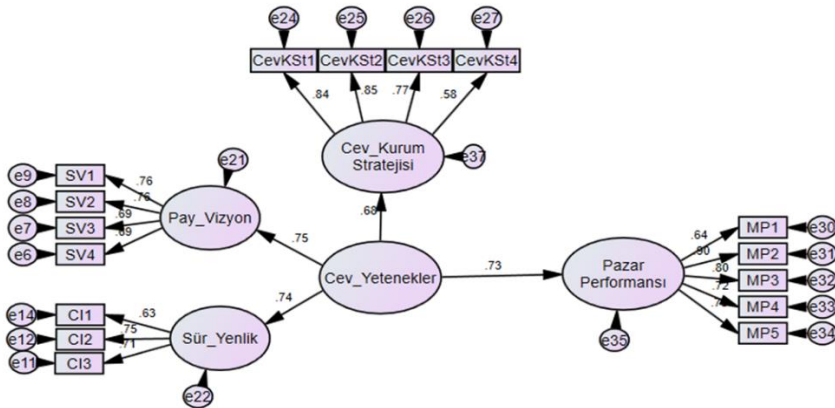 e24 e25 e26 e27
CevKSt1 CevKSt2 CevKSt3 CevKSt4
.84 .85 .77 .58
Cev_Kurum
Stratejisi
e37
.68
e21
e9 SV1 .76
e8 SV2 .76
e7 SV3 .69
e6 SV4
Pay_Vizyon
.75
Cev_Yetenekler
.73
Pazar
Performansı
e35
.64 MP1 e30
.90 MP2 e31
.80 MP3 e32
.72 MP4 e33
MP5 e34
.74
e14 CI1 .63
e12 CI2 .75
e11 CI3 .71
Sür_Yenlik
e22